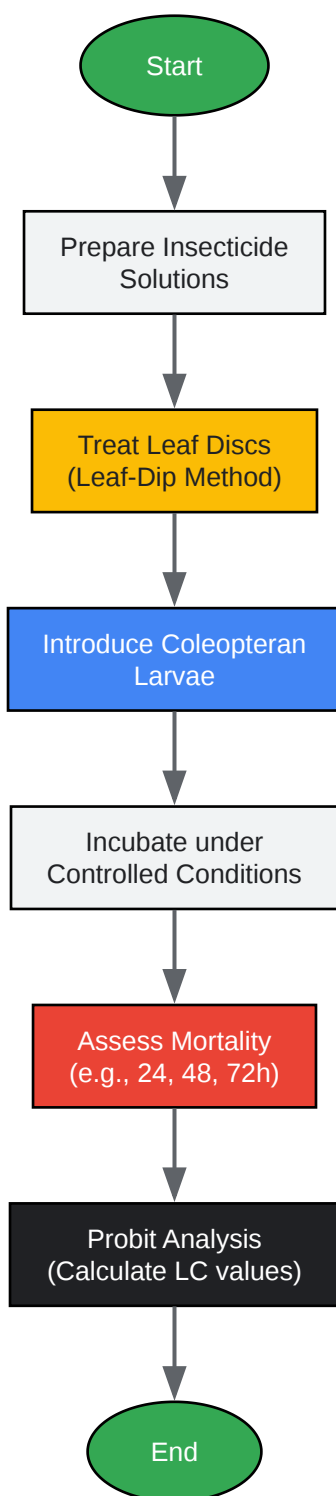 Start
Prepare Insecticide
Solutions
Treat Leaf Discs
(Leaf-Dip Method)
Introduce Coleopteran
Larvae
Incubate under
Controlled Conditions
Assess Mortality
(e.g., 24, 48, 72h)
Probit Analysis
(Calculate LC values)
End